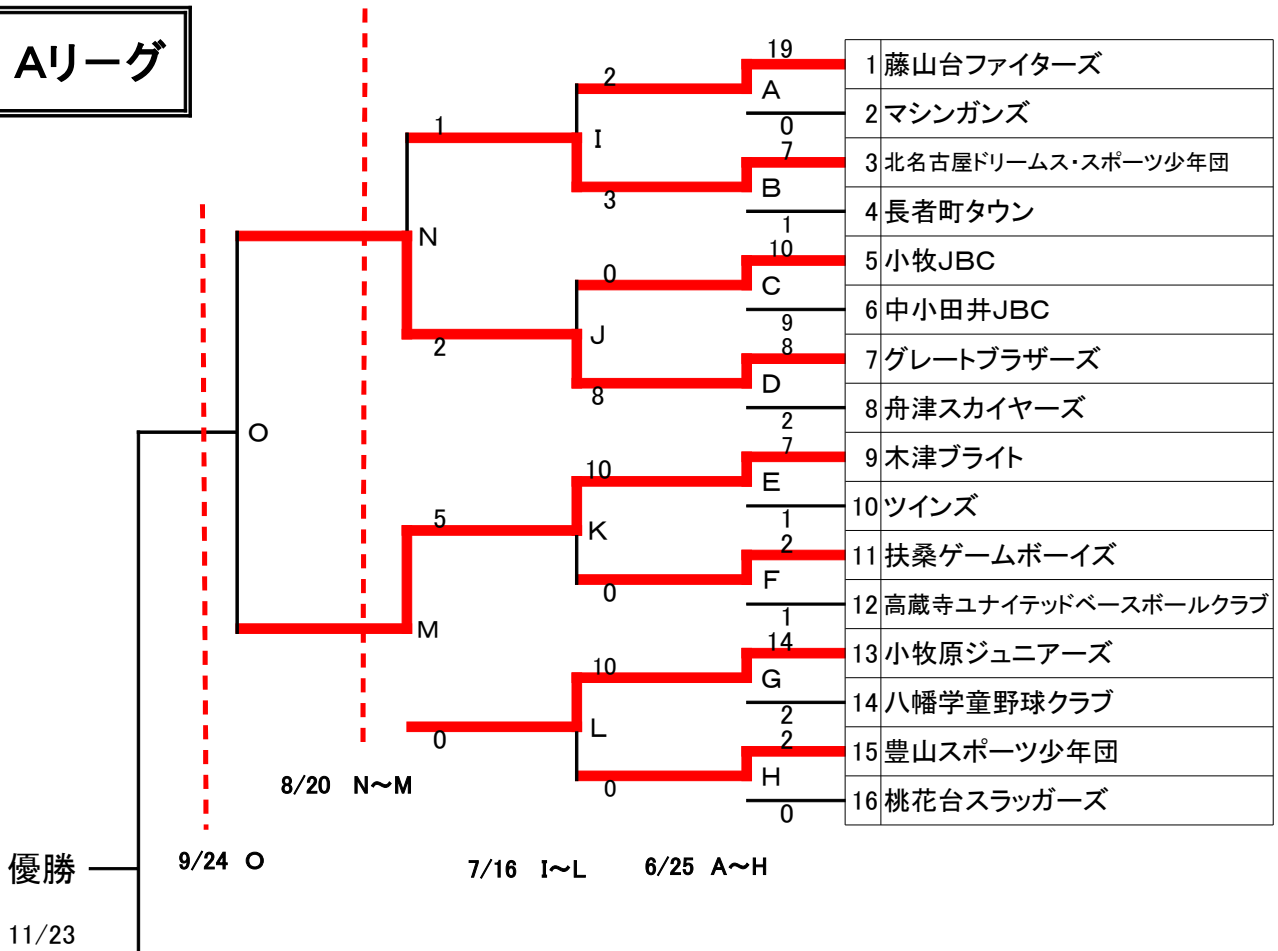 Aリーグ
19
1 藤山台ファイターズ
2
A
1
0
2 マシンガンズ
I
7
3 北名古屋ドリームス・スポーツ少年団
3
B
1
4 長者町タウン
N
10
5 小牧JBC
0
C
9
6 中小田井JBC
2
J
8
7 グレートブラザーズ
8
D
2
8 舟津スカイヤーズ
O
7
9 木津ブライト
10
E
5
1
10 ツインズ
K
2
11 扶桑ゲームボーイズ
0
F
1
12 高蔵寺ユナイテッドベースボールクラブ
M
14
13 小牧原ジュニアーズ
10
G
2
14 八幡学童野球クラブ
0
L
2
15 豊山スポーツ少年団
8/20 N～M
0
H
0
16 桃花台スラッガーズ
優勝
9/24 O
7/16 I～L
6/25 A～H
11/23